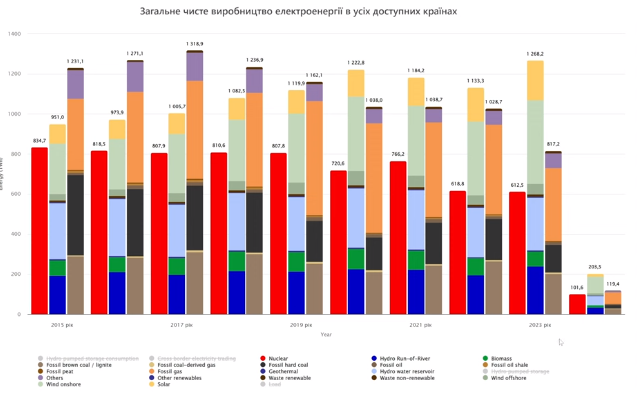 Загальне чисте виробництво електроенергії в усіх доступних країнах
1400
1200
1000
800
600
400
200
0
834,7 951,0 1 231,1
818,5 973,9 1 271,3
807,9 1 005,7 1 318,9
810,6 1 082,5 1 236,9
807,8 1 119,9 1 162,1
720,6 1 222,8 1 038,0
766,2 1 184,2 1 038,7
618,8 1 133,3 1 028,7
612,5 1 268,2 817,2
101,6 203,5 119,4
2015 рік 2017 рік 2019 рік 2021 рік 2023 рік
Year
Hydro pumped storage consumption Cross border electricity trading Nuclear Hydro Run-of-River Biomass
Fossil brown coal / lignite Fossil coal-derived gas Fossil hard coal Fossil oil Fossil oil shale
Fossil peat Fossil gas Geothermal Hydro water reservoir Hydro pumped storage
Others Other renewables Waste renewable Waste non-renewable Wind offshore
Wind onshore Solar Load